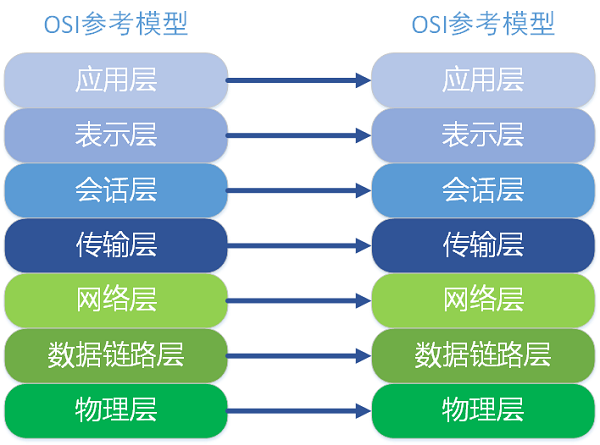 OSI参考模型 OSI参考模型
应用层 应用层
表示层 表示层
会话层 会话层
传输层 传输层
网络层 网络层
数据链路层 数据链路层
物理层 物理层